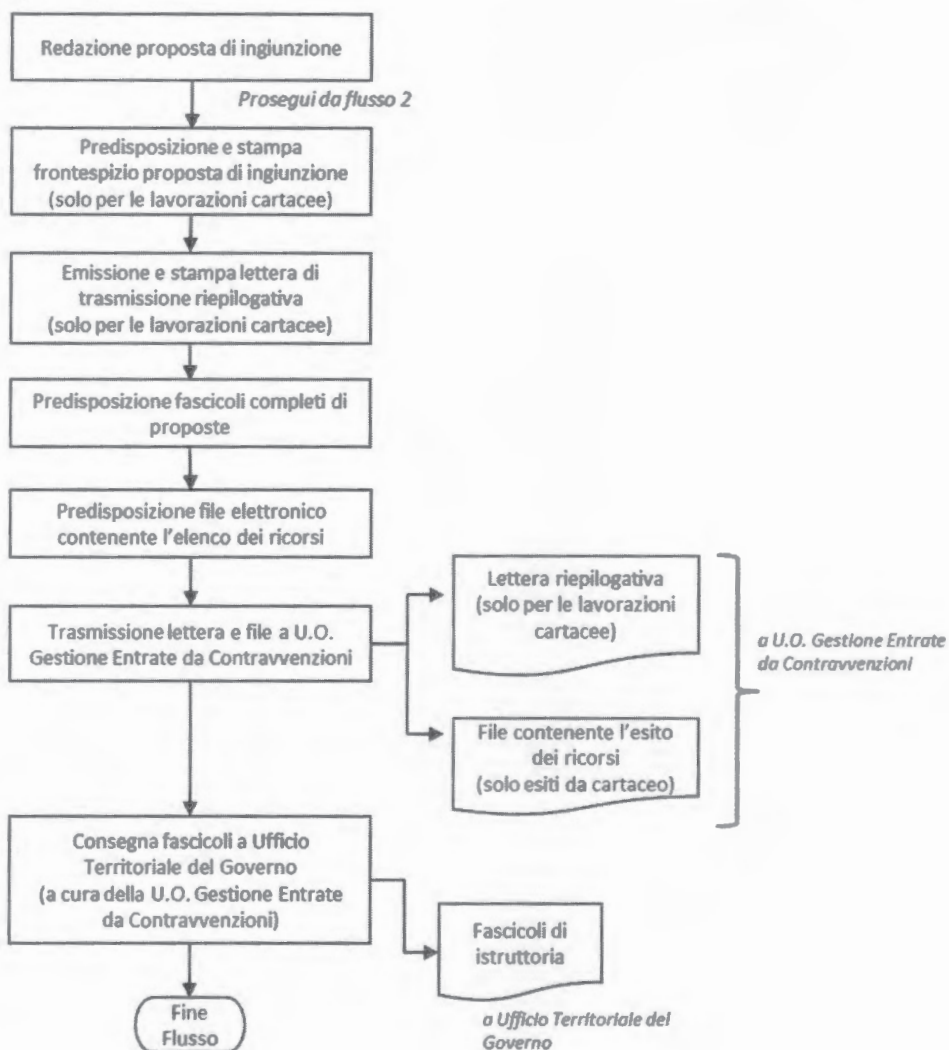 Redazione proposta di ingiunzione
Prosegui da flusso 2
Predisposizione e stampa
frontespizio proposta di ingiunzione
(solo per le lavorazioni cartacee)
Emissione e stampa lettera di
trasmissione riepilogativa
(solo per le lavorazioni cartacee)
Predisposizione fascicoli completi di
proposte
Predisposizione file elettronico
contenente l'elenco dei ricorsi
Trasmissione lettera e file a U.O.
Gestione Entrate da Contravvenzioni
Lettera riepilogativa
(solo per le lavorazioni
cartacee)
File contenente l'esito
dei ricorsi
(solo esiti da cartaceo)
a U.O. Gestione Entrate
da Contravvenzioni
Consegna fascicoli a Ufficio
Territoriale del Governo
(a cura della U.O. Gestione Entrate
da Contravvenzioni)
Fascicoli di
istruttoria
a Ufficio Territoriale del
Governo
Fine
Flusso